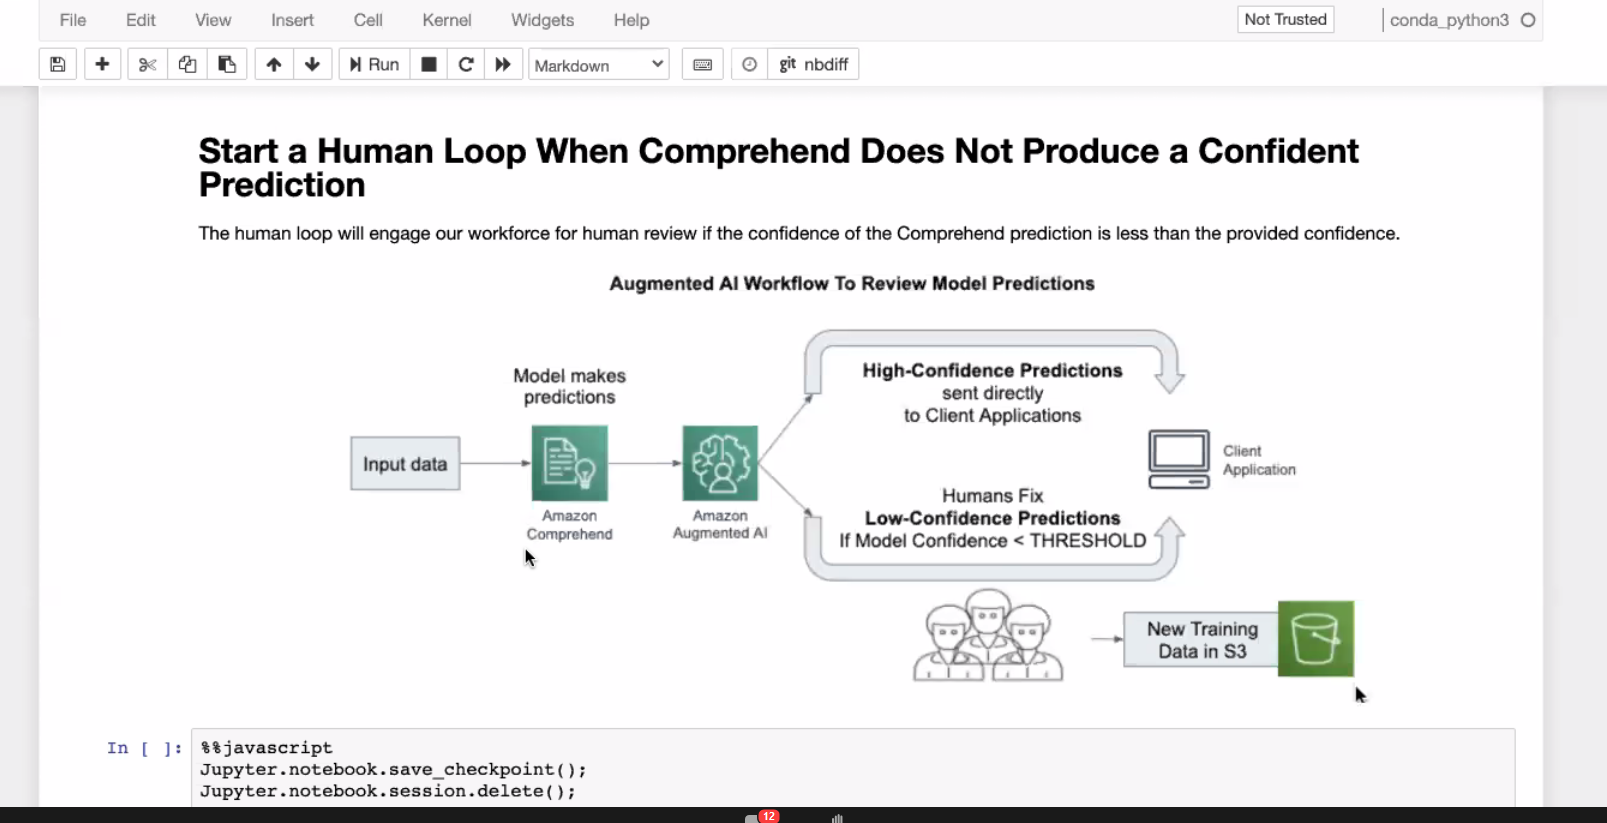 File Edit View Insert Cell Kernel Widgets Help Not Trusted conda_python3
Run Markdown git nbdiff
Start a Human Loop When Comprehend Does Not Produce a Confident
Prediction
The human loop will engage our workforce for human review if the confidence of the Comprehend prediction is less than the provided confidence.
Augmented AI Workflow To Review Model Predictions
Model makes
predictions
High-Confidence Predictions
sent directly
to Client Applications
Input data
Amazon
Comprehend
Amazon
Augmented AI
Client
Application
Humans Fix
Low-Confidence Predictions
If Model Confidence < THRESHOLD
New Training
Data in S3
In [ ]:
%%javascript
Jupyter.notebook.save_checkpoint();
Jupyter.notebook.session.delete();
12